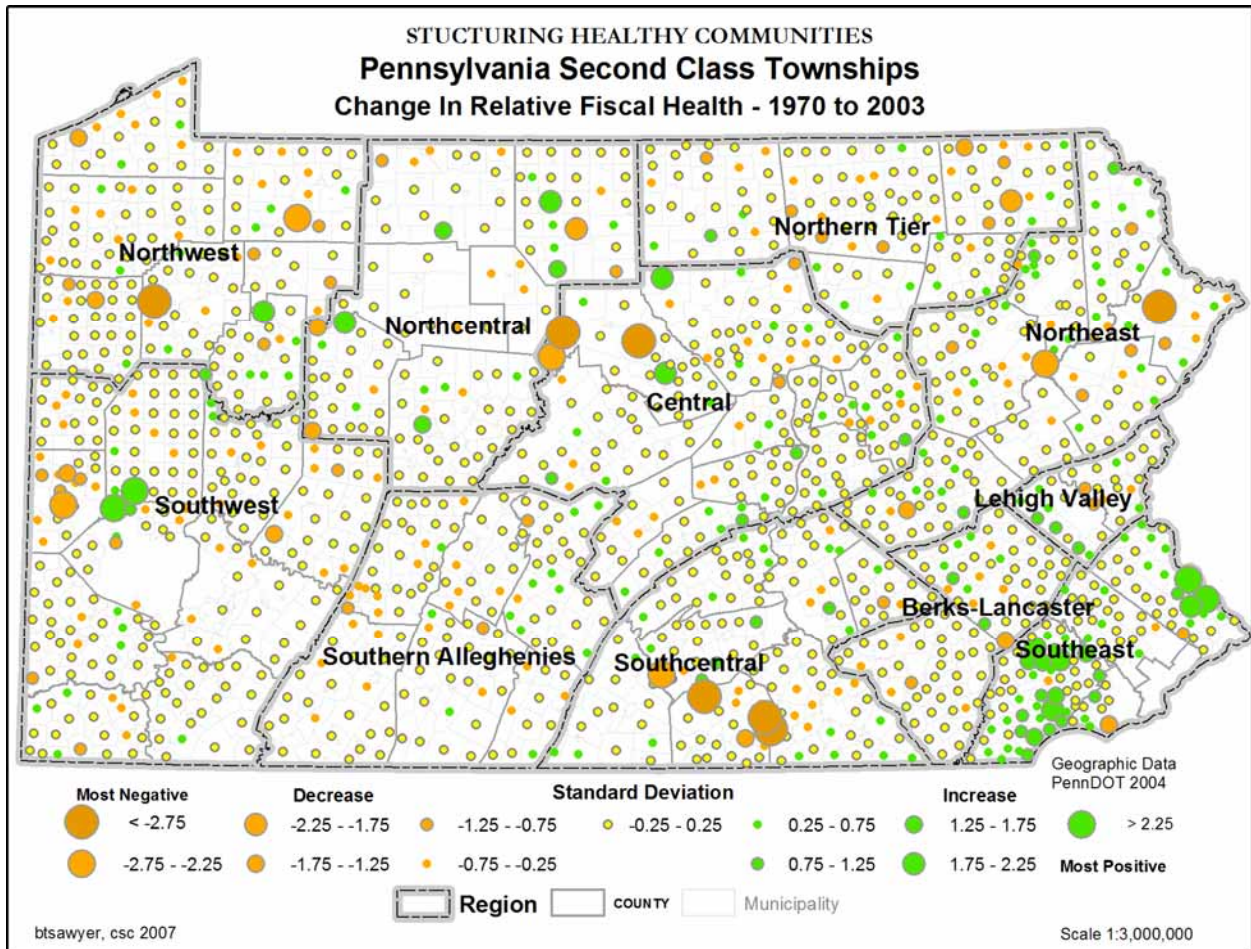 STUCTURING HEALTHY COMMUNITIES
Pennsylvania Second Class Townships
Change In Relative Fiscal Health - 1970 to 2003
Northwest
Northern Tier
Northcentral
Northeast
Central
Southwest
Lehigh Valley
Berks-Lancaster
Southern Alleghenies
Southcentral
Southeast
Geographic Data
PennDOT 2004
Most Negative
Decrease
Standard Deviation
Increase
< -2.75
-2.25 - -1.75
-1.25 - -0.75
-0.25 - 0.25
0.25 - 0.75
1.25 - 1.75
> 2.25
-2.75 - -2.25
-1.75 - -1.25
-0.75 - -0.25
0.75 - 1.25
1.75 - 2.25
Most Positive
Region
COUNTY
Municipality
btsawyer, csc 2007
Scale 1:3,000,000